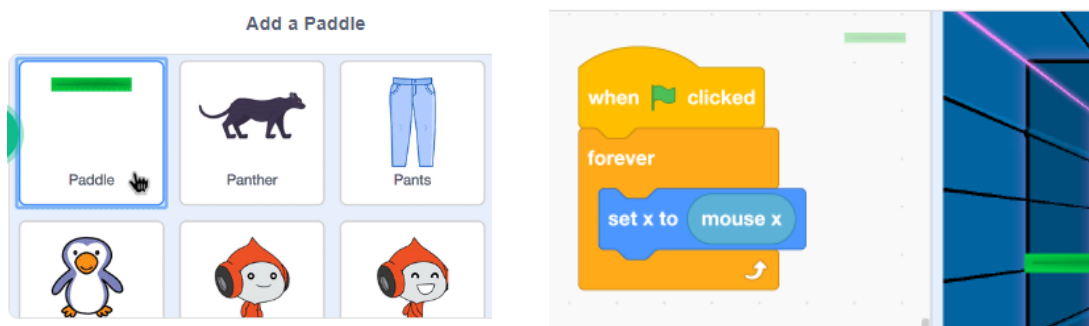 Add a Paddle
Paddle
Panther
Pants
when clicked
forever
set x to mouse x